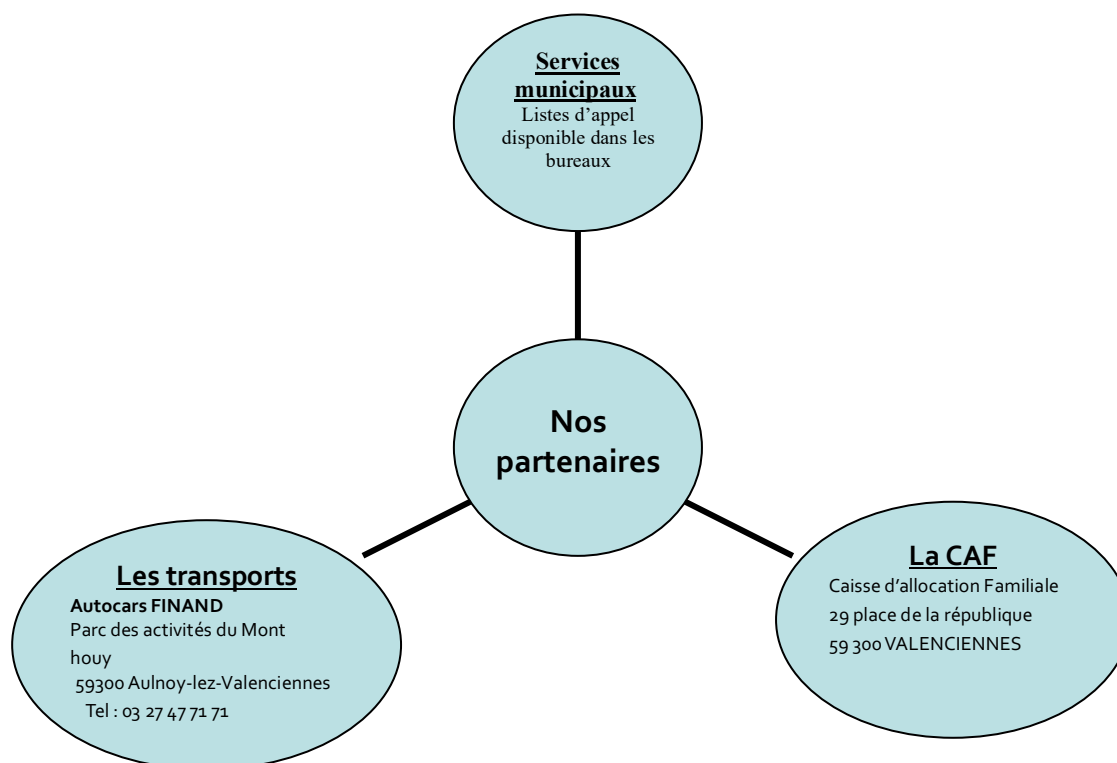 Services
municipaux
Listes d’appel
disponible dans les
bureaux
Nos
partenaires
Les transports
Autocars FINAND
Parc des activités du Mont
houy
59300 Aulnoy-lez-Valenciennes
Tel : 03 27 47 71 71
La CAF
Caisse d’allocation Familiale
29 place de la république
59 300 VALENCIENNES